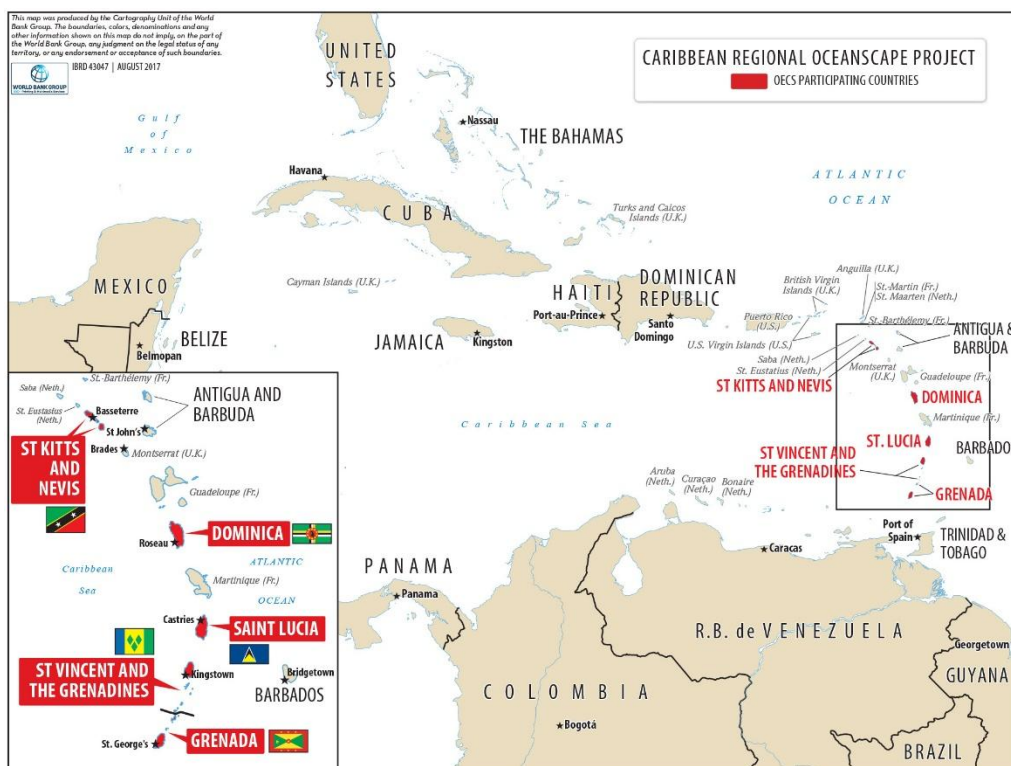 This map was produced by the Cartography Unit of the World
Bank Group. The boundaries, colors, denominations and any
other information shown on this map do not imply, on the part of
the World Bank Group, any judgment on the legal status of any
territory, or any endorsement or acceptance of such boundaries.
WORLD BANK GROUP
IBRD 43047 | AUGUST 2017
CARIBBEAN REGIONAL OCEANSCAPE PROJECT
OECS PARTICIPATING COUNTRIES
UNITED
STATES
Gulf
of
Mexico
Nassau
THE BAHAMAS
Havana
CUBA
ATLANTIC
OCEAN
Turks and Caicos
Islands (U.K.)
Cayman Islands (U.K.)
MEXICO
BELIZE
Belmopan
JAMAICA
Kingston
HAITI
Port-au-Prince
DOMINICAN
REPUBLIC
Santo
Domingo
Puerto Rico
(U.S.)
U.S. Virgin Islands (U.S.)
British Virgin
Islands (U.K.)
Anguilla (U.K.)
St.-Martin (Fr.)
St. Maarten (Neth.)
St.-Barthélemy (Fr.)
Saba (Neth.)
St. Eustatius (Neth.)
ST KITTS AND NEVIS
ANTIGUA &
BARBUDA
Montserrat
(U.K.)
Guadeloupe (Fr.)
DOMINICA
Martinique (Fr.)
ST. LUCIA
BARBADOS
ST VINCENT AND
THE GRENADINES
GRENADA
Caribbean Sea
Aruba
(Neth.)
Curaçao
(Neth.)
Bonaire
(Neth.)
Port of
Spain
TRINIDAD &
TOBAGO
Caracas
PANAMA
Panama
R.B. de VENEZUELA
COLOMBIA
Bogotá
Georgetown
GUYANA
BRAZIL
Saba (Neth.)
St.-Barthélemy (Fr.)
ANTIGUA AND
BARBUDA
St. Eustatius
(Neth.)
Basseterre
St John's
ST KITTS
AND
NEVIS
Brades
Montserrat (U.K.)
Guadeloupe (Fr.)
Roseau
DOMINICA
Caribbean
Sea
ATLANTIC
OCEAN
Martinique (Fr.)
Castries
SAINT LUCIA
ST VINCENT AND
THE GRENADINES
Kingstown
Bridgetown
BARBADOS
St. George's
GRENADA